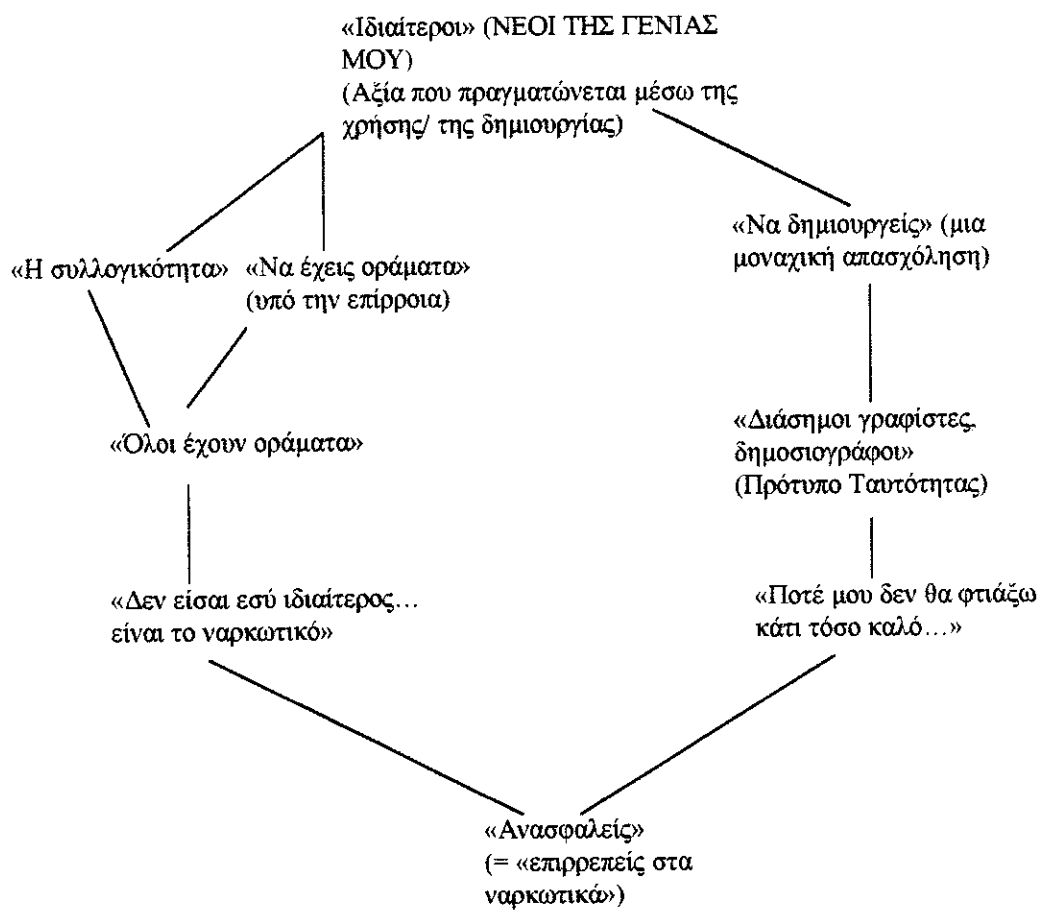 «Ιδιαίτεροι» (ΝΕΟΙ ΤΗΣ ΓΕΝΙΑΣ
ΜΟΥ)
(Αξία που πραγματώνεται μέσω της
χρήσης/ της δημιουργίας)
«Να δημιουργείς» (μια
μοναχική απασχόληση)
«Η συλλογικότητα»
«Να έχεις οράματα»
(υπό την επίρροια)
«Όλοι έχουν οράματα»
«Διάσημοι γραφίστες,
δημοσιογράφοι»
(Πρότυπο Ταυτότητας)
«Δεν είσαι εσύ ιδιαίτερος…
είναι το ναρκωτικό»
«Ποτέ μου δεν θα φτιάξω
κάτι τόσο καλό…»
«Ανασφαλείς»
(= «επιρρεπείς στα
ναρκωτικά»)